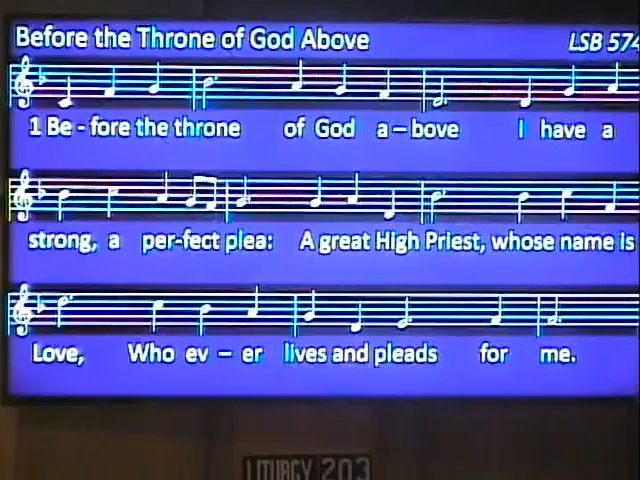 Before the Throne of God Above LSB 574
1 Be - fore the throne of God a – bove I have a
strong, a per-fect plea: A great High Priest, whose name is
Love, Who ev – er lives and pleads for me.
LITURGY 203